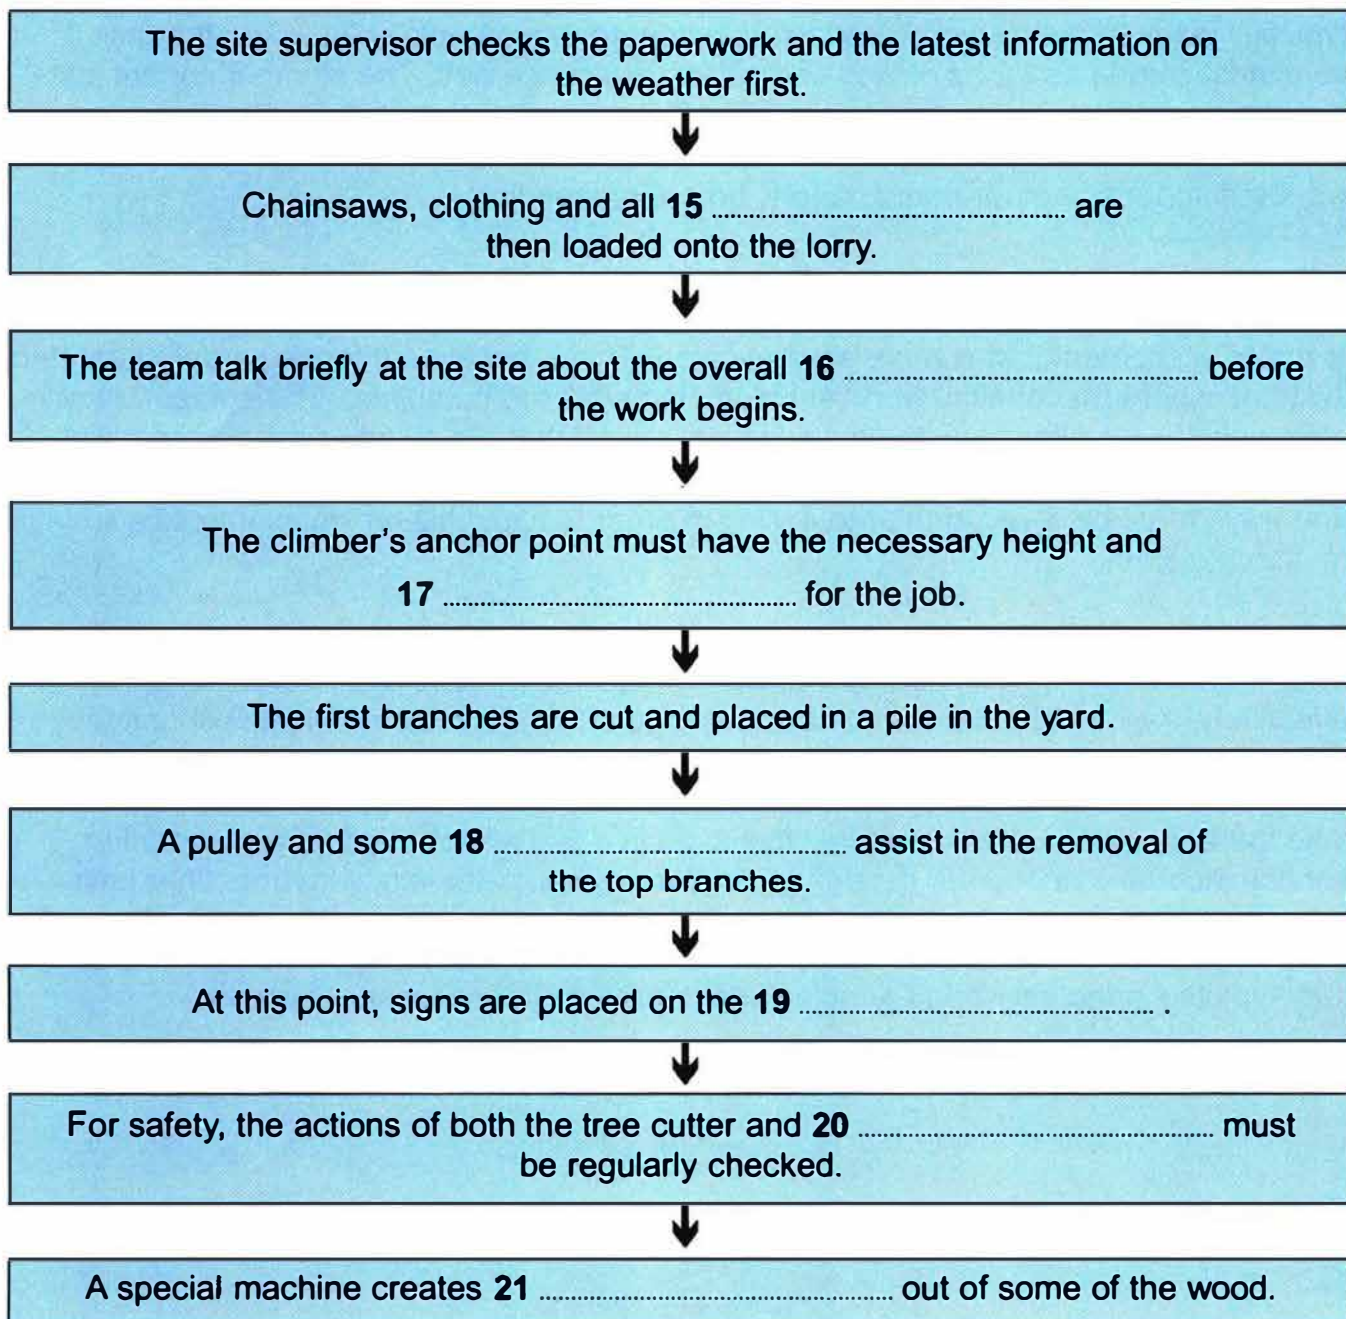 The site supervisor checks the paperwork and the latest information on
the weather first.
Chainsaws, clothing and all 15 .......................................................... are
then loaded onto the lorry.
The team talk briefly at the site about the overall 16 .......................................................... before
the work begins.
The climber's anchor point must have the necessary height and
17 .......................................................... for the job.
The first branches are cut and placed in a pile in the yard.
A pulley and some 18 .......................................................... assist in the removal of
the top branches.
At this point, signs are placed on the 19 .......................................................... .
For safety, the actions of both the tree cutter and 20 .......................................................... must
be regularly checked.
A special machine creates 21 .......................................................... out of some of the wood.